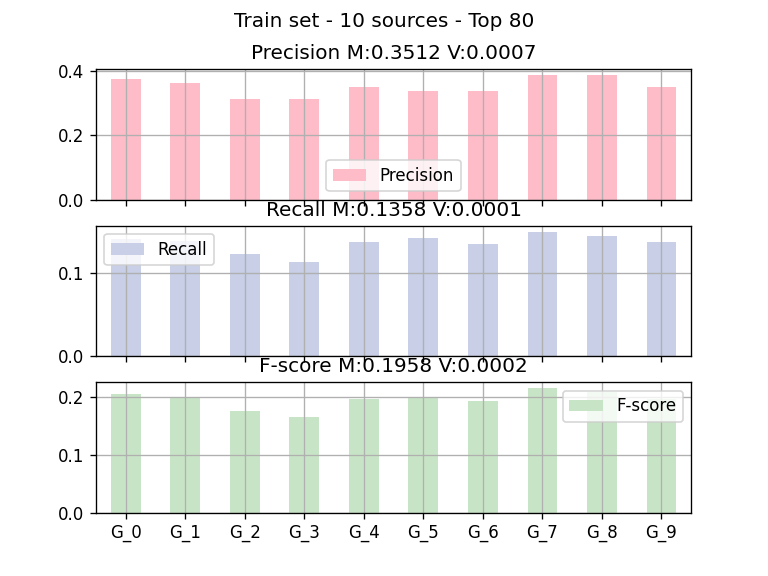 Train set - 10 sources - Top 80
Precision M:0.3512 V:0.0007
0.4
0.2
0.0
Precision
Recall M:0.1358 V:0.0001
0.1
0.0
Recall
F-score M:0.1958 V:0.0002
0.2
0.1
0.0
F-score
G_0 G_1 G_2 G_3 G_4 G_5 G_6 G_7 G_8 G_9